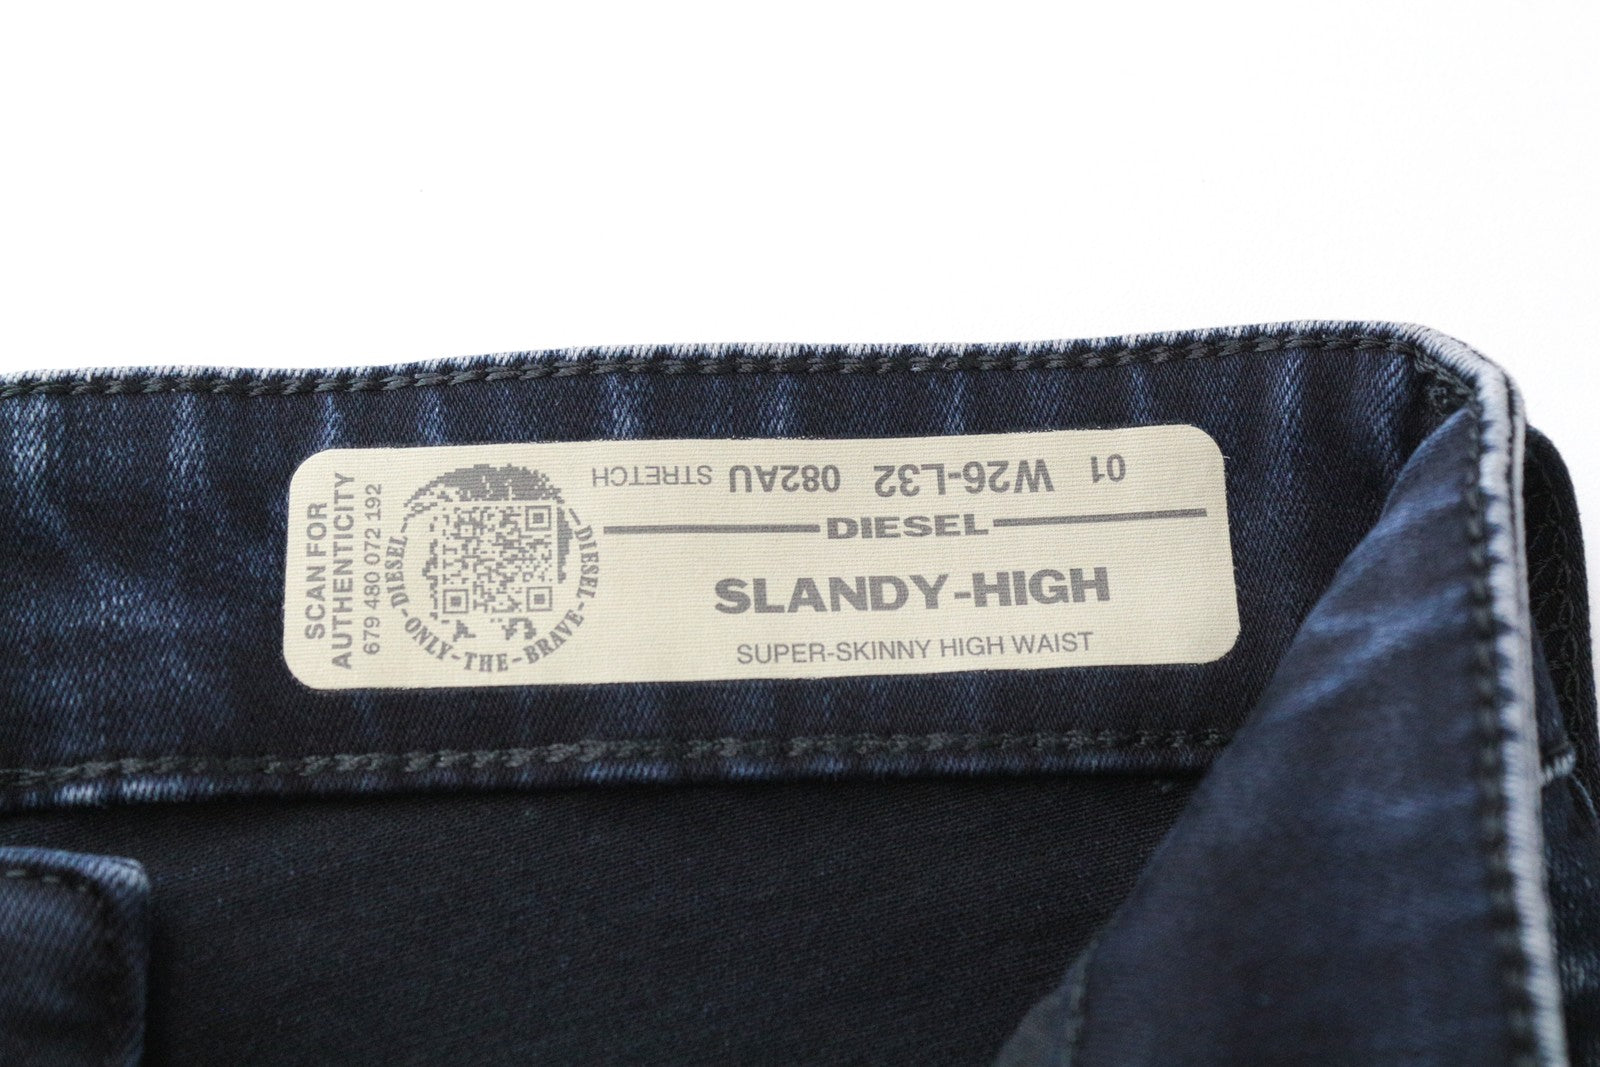 SCAN FOR
AUTHENTICITY
679 480 072 192
DIESEL-ONLY-THE-BRAVE-DIESEL
01 W26-L32 082AU STRETCH
DIESEL
SLANDY-HIGH
SUPER-SKINNY HIGH WAIST